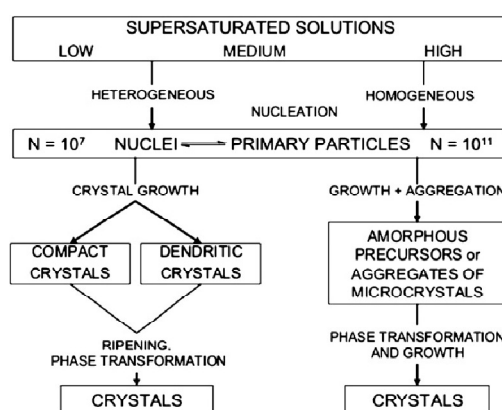 SUPERSATURATED SOLUTIONS
LOW MEDIUM HIGH
HETEROGENEOUS HOMOGENEOUS
NUCLEATION
N = 10⁷ NUCLEI ⇌ PRIMARY PARTICLES N = 10¹¹
CRYSTAL GROWTH GROWTH + AGGREGATION
COMPACT CRYSTALS
DENDRITIC CRYSTALS
AMORPHOUS
PRECURSORS or
AGGREGATES OF
MICROCRYSTALS
RIPENING,
PHASE TRANSFORMATION
PHASE TRANSFORMATION
AND GROWTH
CRYSTALS CRYSTALS